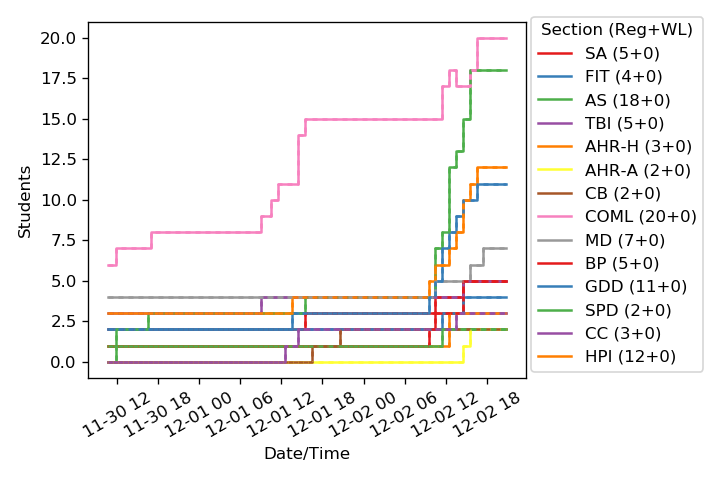 Section (Reg+WL)
SA (5+0)
FIT (4+0)
AS (18+0)
TBI (5+0)
AHR-H (3+0)
AHR-A (2+0)
CB (2+0)
COML (20+0)
MD (7+0)
BP (5+0)
GDD (11+0)
SPD (2+0)
CC (3+0)
HPI (12+0)
Students
20.0
17.5
15.0
12.5
10.0
7.5
5.0
2.5
0.0
11-30 12
11-30 18
12-01 00
12-01 06
12-01 12
12-01 18
12-02 00
12-02 06
12-02 12
12-02 18
Date/Time